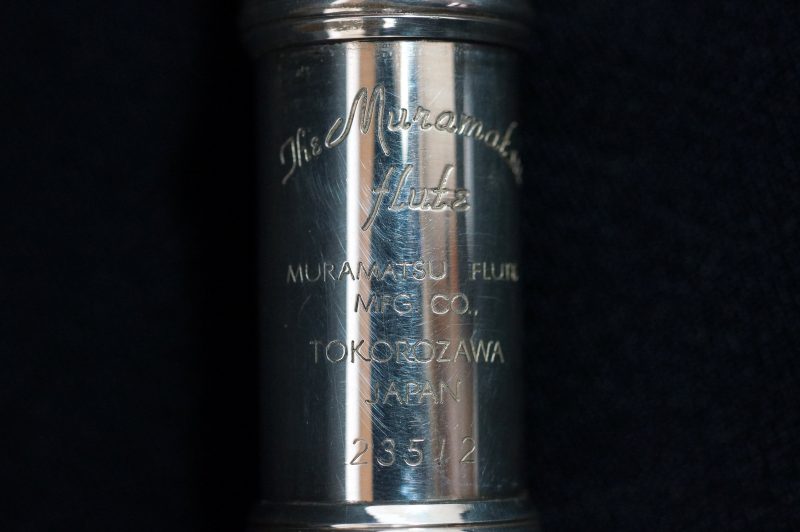 The Muramatsu
flute
MURAMATSU FLUTE
MFG CO.,
TOKOROZAWA
JAPAN
23512